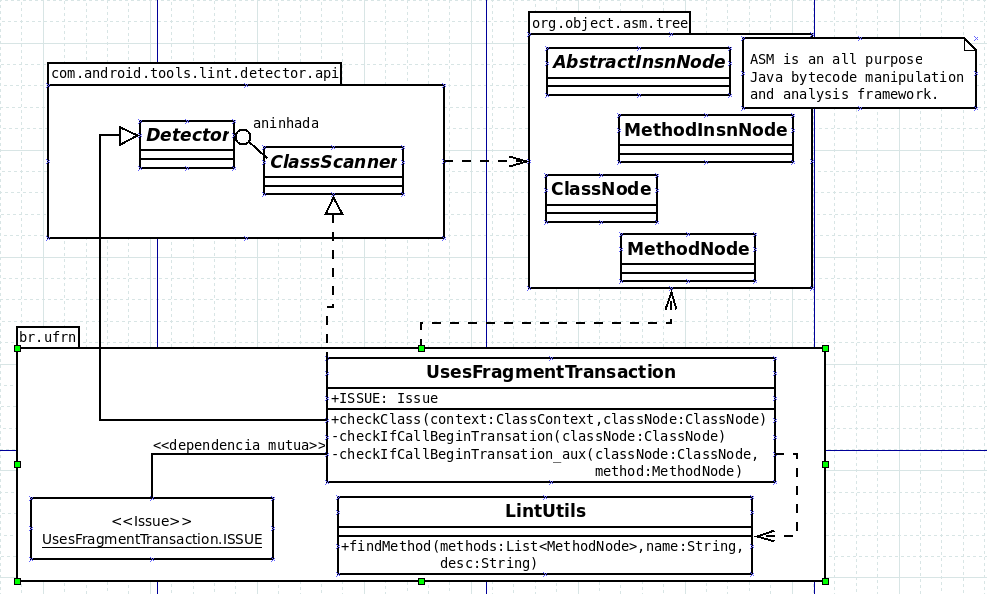 org.object.asm.tree
AbstractInsnNode
ASM is an all purpose
Java bytecode manipulation
and analysis framework.
com.android.tools.lint.detector.api
Detector
aninhada
ClassScanner
MethodInsnNode
ClassNode
MethodNode
br.ufrn
UsesFragmentTransaction
+ISSUE: Issue
+checkClass(context:ClassContext,classNode:ClassNode)
-checkIfCallBeginTransation(classNode:ClassNode)
-checkIfCallBeginTransation_aux(classNode:ClassNode,
method:MethodNode)
<<dependencia mutua>>
<<Issue>>
UsesFragmentTransaction.ISSUE
LintUtils
+findMethod(methods:List<MethodNode>,name:String,
desc:String)